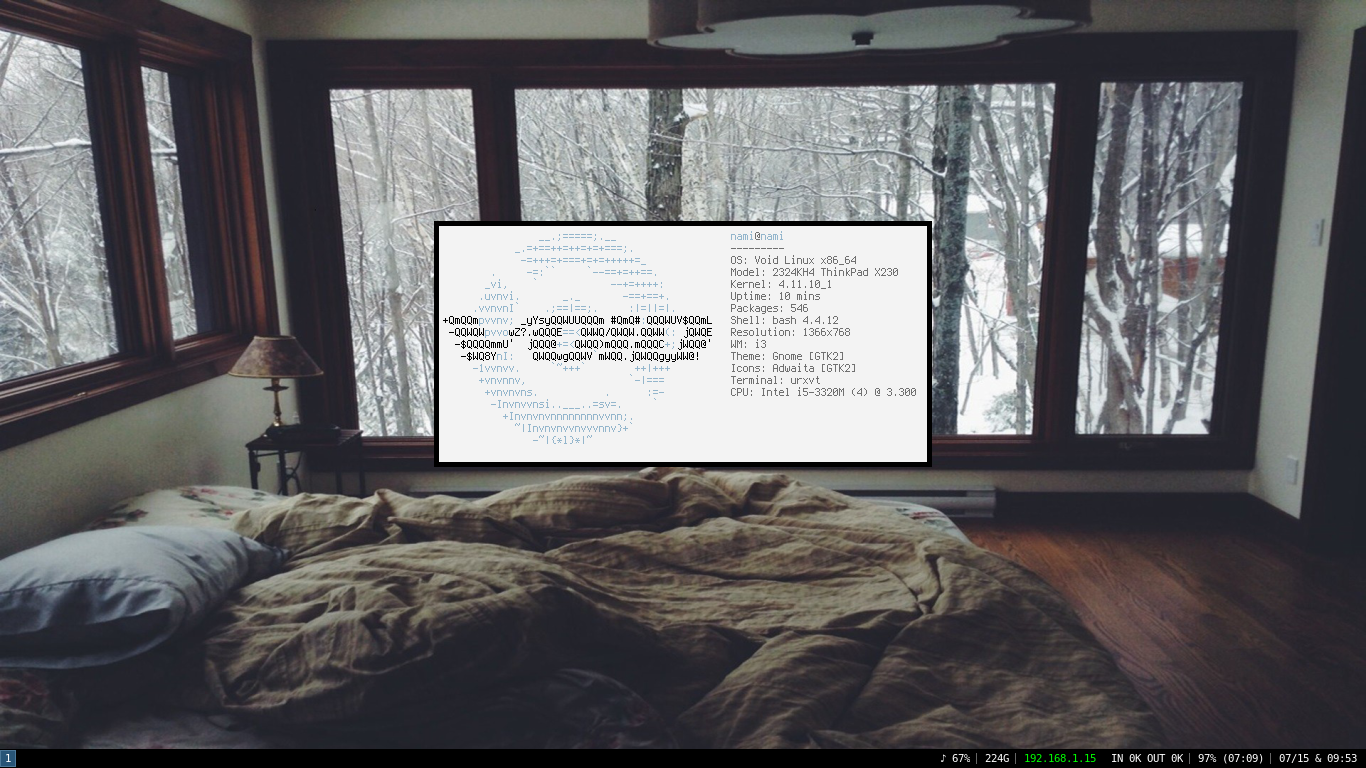 nami@nami
---------
OS: Void Linux x86_64
Model: 2324KH4 ThinkPad X230
Kernel: 4.11.10_1
Uptime: 10 mins
Packages: 546
Shell: bash 4.4.12
Resolution: 1366x768
WM: i3
Theme: Gnome [GTK2]
Icons: Adwaita [GTK2]
Terminal: urxvt
CPU: Intel i5-3320M (4) @ 3.300
1
♪ 67% | 224G | 192.168.1.15 IN 0K OUT 0K | 97% (07:09) | 07/15 & 09:53